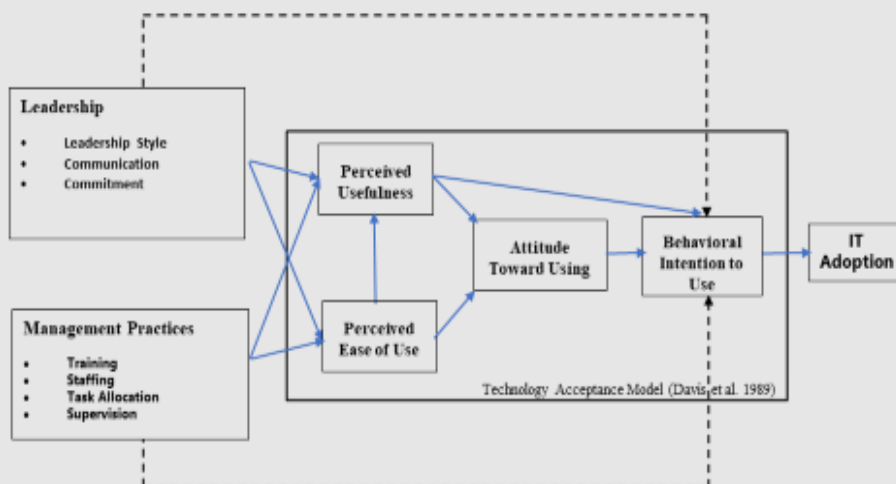 Leadership
• Leadership Style
• Communication
• Commitment
Management Practices
• Training
• Staffing
• Task Allocation
• Supervision
Perceived
Usefulness
Perceived
Ease of Use
Attitude
Toward Using
Behavioral
Intention to
Use
IT
Adoption
Technology Acceptance Model (Davis et al. 1989)